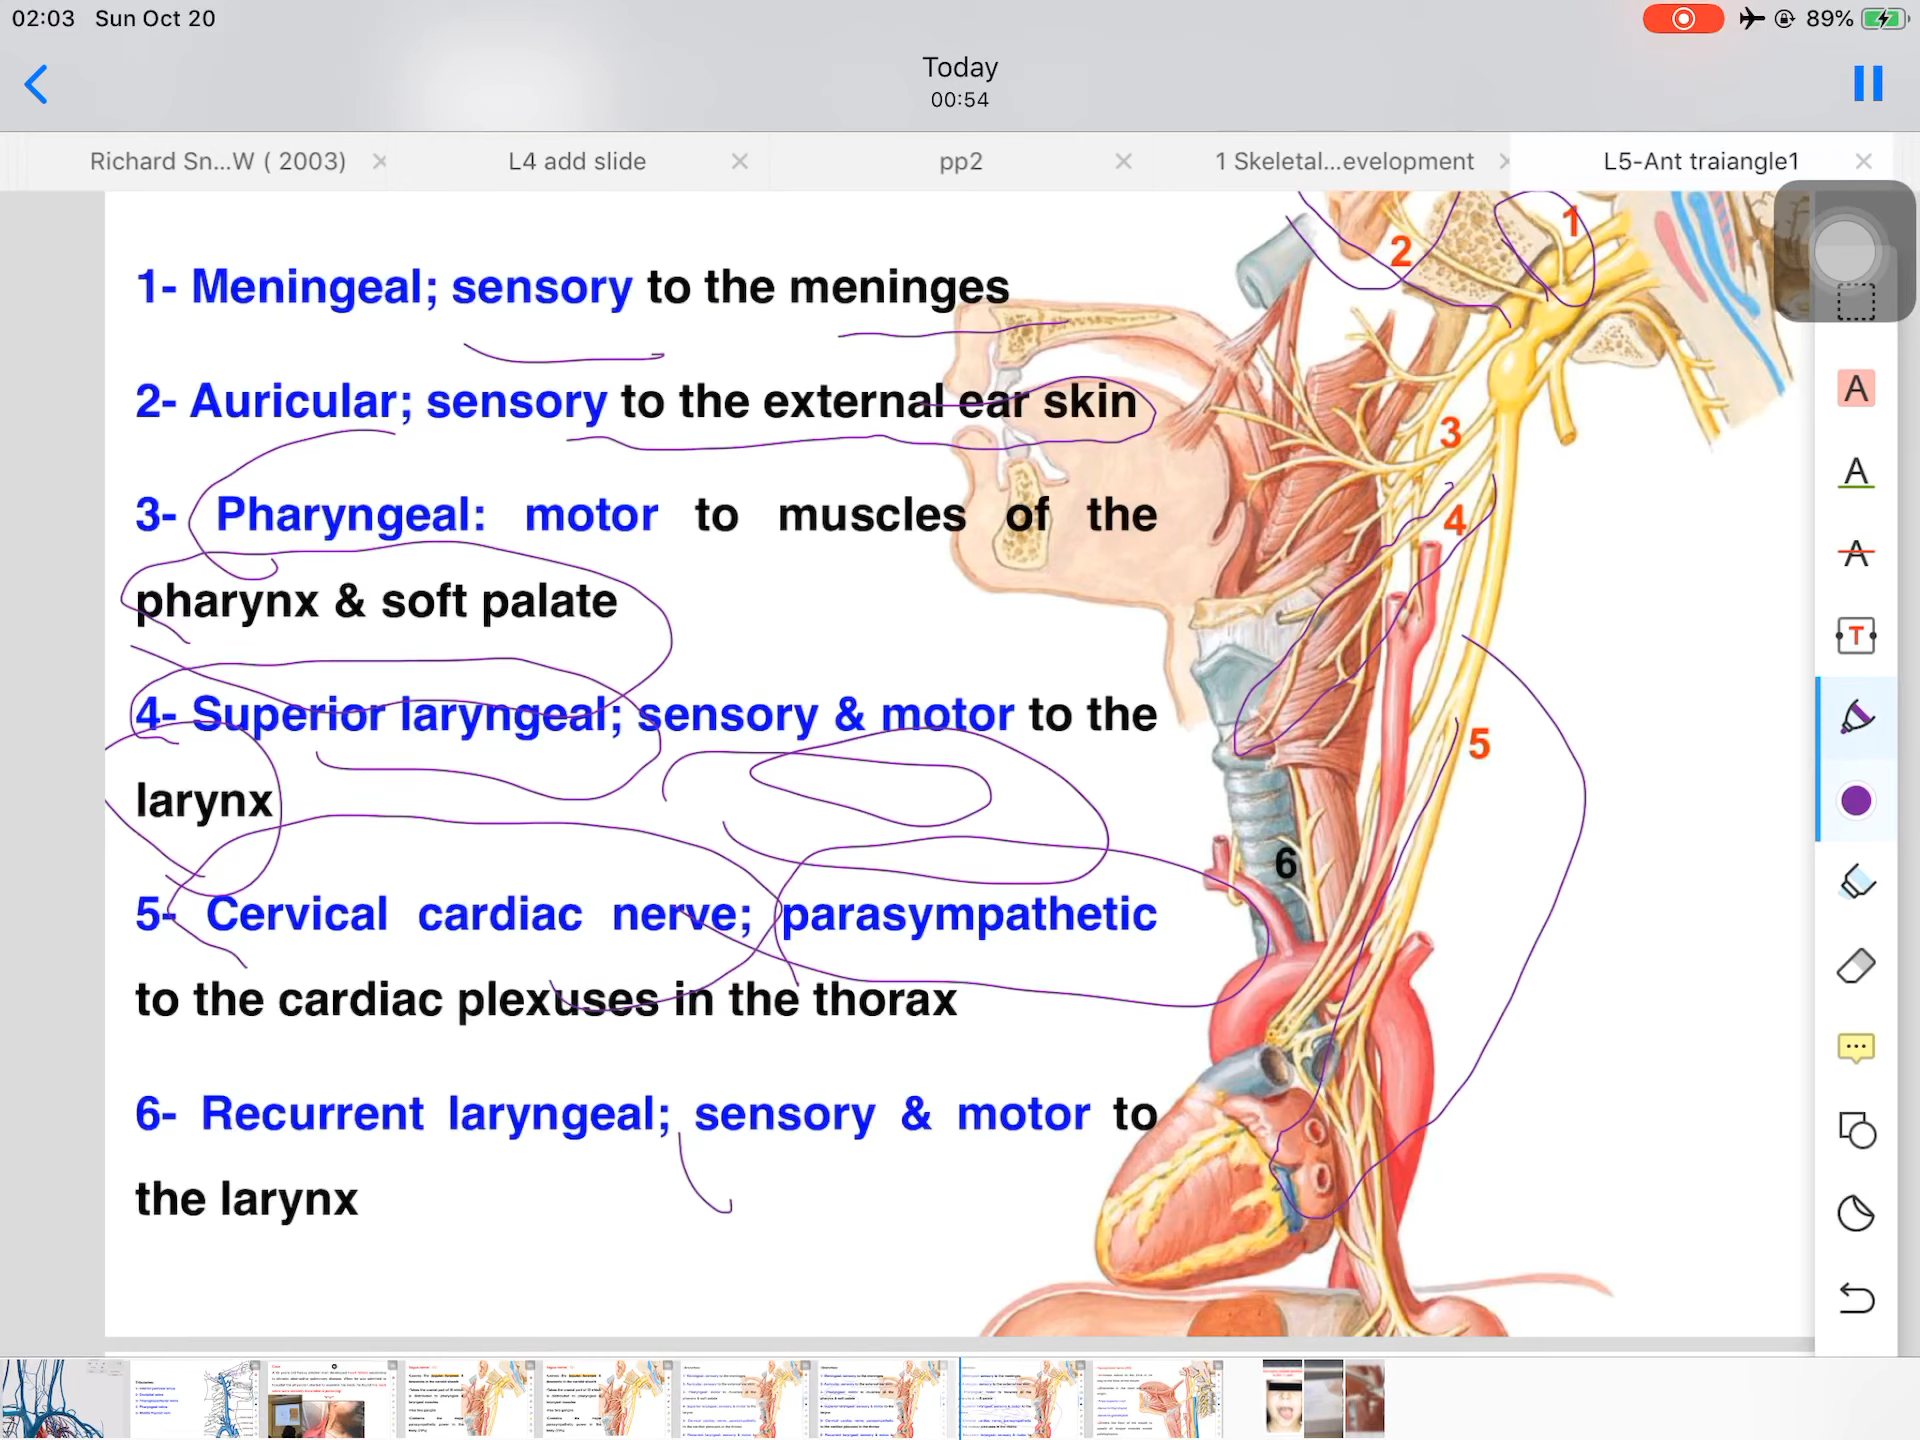 02:03 Sun Oct 20
89%
Today
00:54
Richard Sn...W ( 2003)
L4 add slide
pp2
1 Skeletal...evelopment
L5-Ant traiangle1
1- Meningeal; sensory to the meninges
2- Auricular; sensory to the external ear skin
3- Pharyngeal: motor to muscles of the
pharynx & soft palate
4- Superior laryngeal; sensory & motor to the
larynx
5- Cervical cardiac nerve; parasympathetic
to the cardiac plexuses in the thorax
6- Recurrent laryngeal; sensory & motor to
the larynx
1
2
3
4
5
6
A
A
A
T